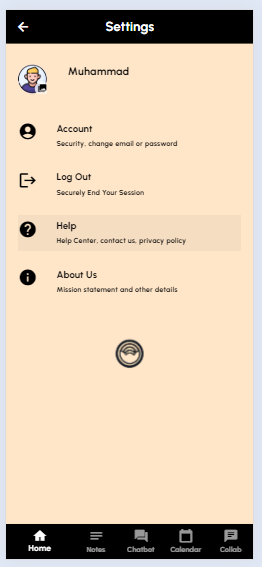 Settings
Muhammad
Account
Security, change email or password
Log Out
Securely End Your Session
Help
Help Center, contact us, privacy policy
About Us
Mission statement and other details
Home Notes Chatbot Calendar Collab